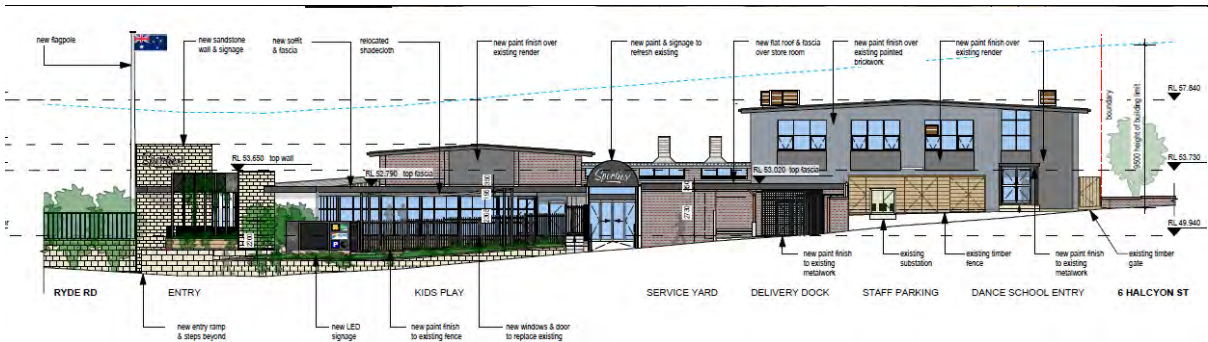 new flagpole
new sandstone
wall & signage
new soffit
& fascia
relocated
shadecloth
new paint finish over
existing render
new paint & signage to
refresh existing
new flat roof & fascia
over store room
new paint finish over
existing painted
brickwork
new paint finish over
existing render
RL 57.840
boundary
9500 height of building limit
RL 53.650 top wall
RL 52.790 top fascia
Sporties
RL 53.020 top fascia
RL 53.730
2700
RL 49.940
new paint finish
to existing
metalwork
existing
substation
existing timber
fence
new paint finish
to existing
metalwork
existing timber
gate
RYDE RD
ENTRY
KIDS PLAY
SERVICE YARD
DELIVERY DOCK
STAFF PARKING
DANCE SCHOOL ENTRY
6 HALCYON ST
new entry ramp
& steps beyond
new LED
signage
new paint finish
to existing fence
new windows & door
to replace existing